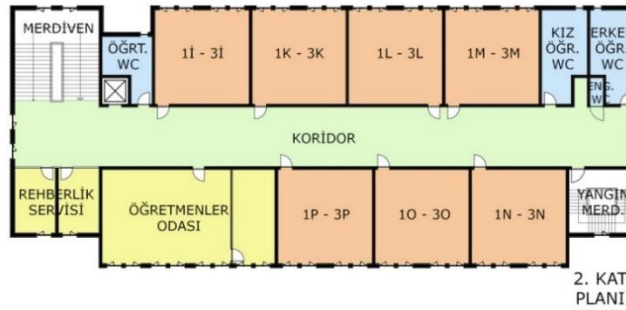 MERDİVEN
ÖĞRT.
WC
1İ - 3İ
1K - 3K
1L - 3L
1M - 3M
KIZ
ÖĞR.
WC
ERKE
ÖĞR
WC
ENG.
WC
KORİDOR
REHBERLİK
SERVİSİ
ÖĞRETMENLER
ODASI
1P - 3P
1O - 3O
1N - 3N
YANGIN
MERD.
2. KAT
PLANI